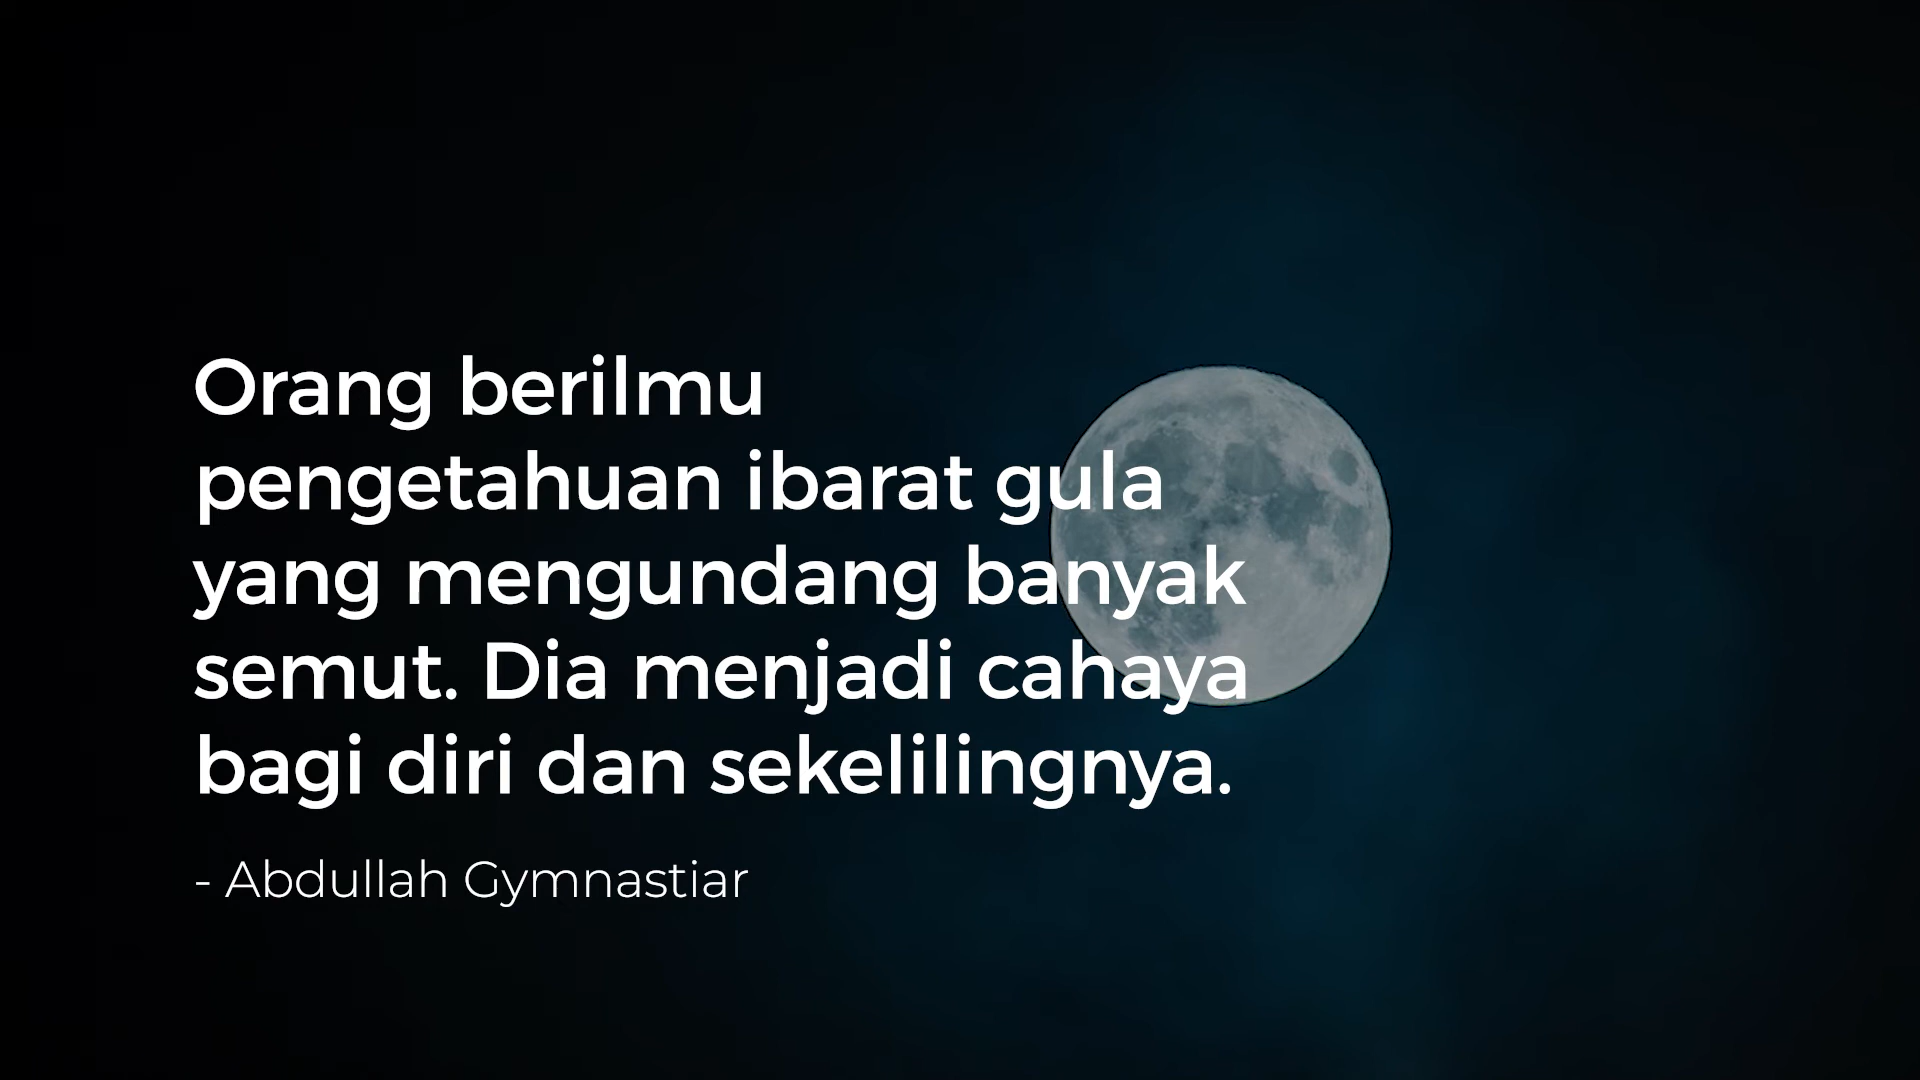 Orang berilmu
pengetahuan ibarat gula
yang mengundang banyak
semut. Dia menjadi cahaya
bagi diri dan sekelilingnya.
- Abdullah Gymnastiar